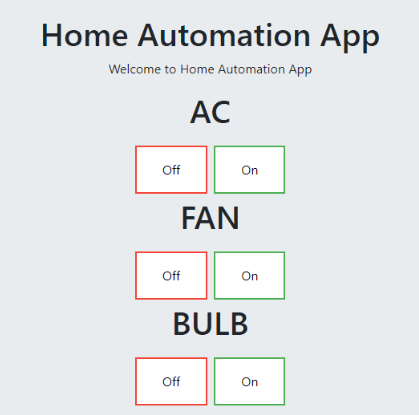 Home Automation App
Welcome to Home Automation App
AC
Off On
FAN
Off On
BULB
Off On